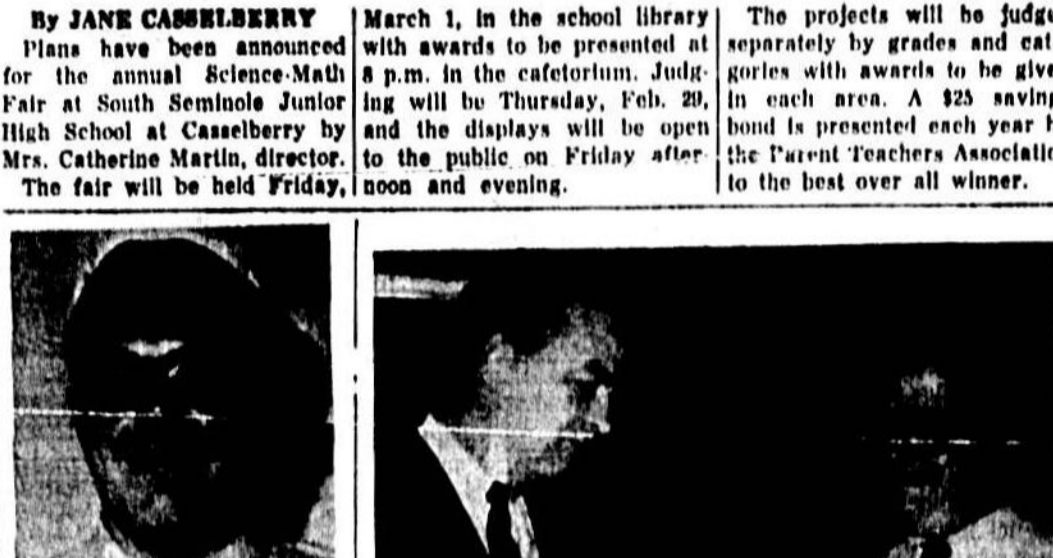 By JANE CASSELBERRY
Plans have been announced
for the annual Science-Math
Fair at South Seminole Junior
High School at Casselberry by
Mrs. Catherine Martin, director.
The fair will be held Friday,
March 1, in the school library
with awards to be presented at
8 p.m. in the cafetorium. Judg-
ing will be Thursday, Feb. 29,
and the displays will be open
to the public on Friday after-
noon and evening.
The projects will be judge
separately by grades and cat
gories with awards to be give
in each area. A $25 saving
bond is presented each year
the Parent Teachers Associatio
to the best over all winner.